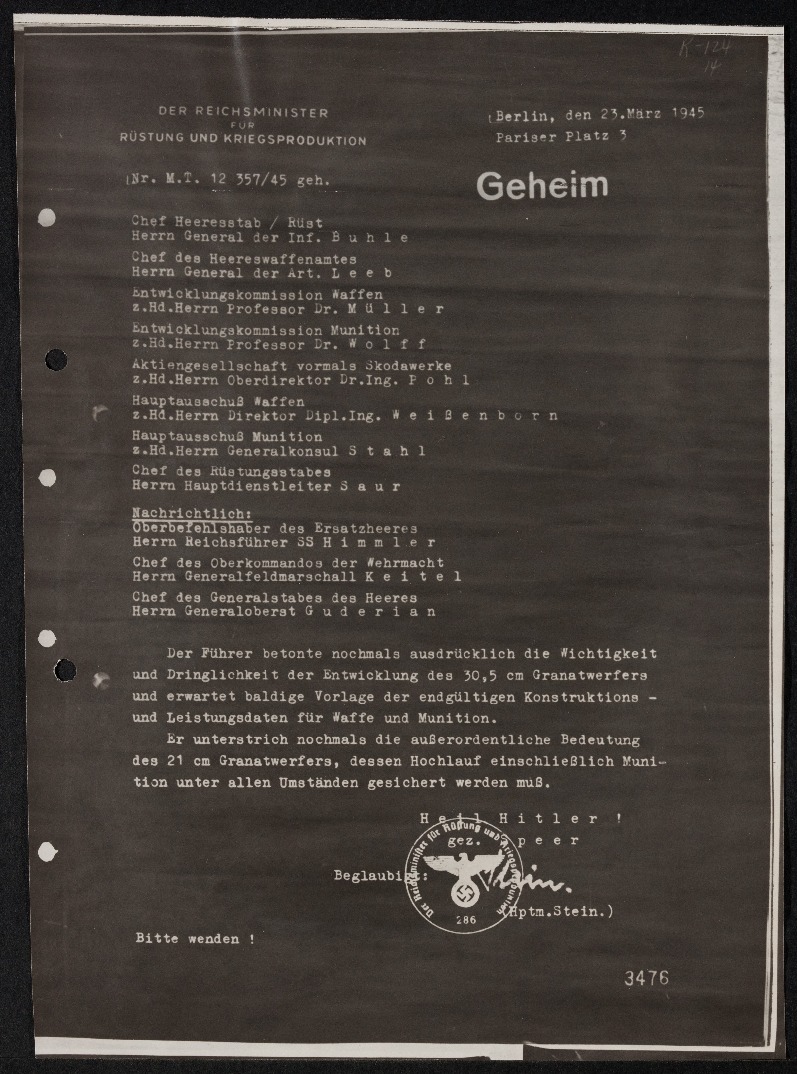 K-124
14
DER REICHSMINISTER
FÜR
RÜSTUNG UND KRIEGSPRODUKTION
Berlin, den 23.März 1945
Pariser Platz 3
Nr. M.T. 12 357/45 geh.
Geheim
Chef Heeresstab / Rüst
Herrn General der Inf. B u h l e
Chef des Heereswaffenamtes
Herrn General der Art. L e e b
Entwicklungskommission Waffen
z.Hd.Herrn Professor Dr. M ü l l e r
Entwicklungskommission Munition
z.Hd.Herrn Professor Dr. W o l f f
Aktiengesellschaft vormals Skodawerke
z.Hd.Herrn Oberdirektor Dr.Ing. P o h l
Hauptausschuß Waffen
z.Hd.Herrn Direktor Dipl.Ing. W e i ß e n b o r n
Hauptausschuß Munition
z.Hd.Herrn Generalkonsul S t a h l
Chef des Rüstungsstabes
Herrn Hauptdienstleiter S a u r
Nachrichtlich:
Oberbefehlshaber des Ersatzheeres
Herrn Reichsführer SS H i m m l e r
Chef des Oberkommandos der Wehrmacht
Herrn Generalfeldmarschall K e i t e l
Chef des Generalstabes des Heeres
Herrn Generaloberst G u d e r i a n
Der Führer betonte nochmals ausdrücklich die Wichtigkeit
und Dringlichkeit der Entwicklung des 30,5 cm Granatwerfers
und erwartet baldige Vorlage der endgültigen Konstruktions -
und Leistungsdaten für Waffe und Munition.
Er unterstrich nochmals die außerordentliche Bedeutung
des 21 cm Granatwerfers, dessen Hochlauf einschließlich Muni-
tion unter allen Umständen gesichert werden muß.
H e i l H i t l e r !
gez. S p e e r
Beglaubigt: Stein.
Der Reichsminister für Rüstung und Kriegsproduktion
286
(Hptm.Stein.)
Bitte wenden !
3476